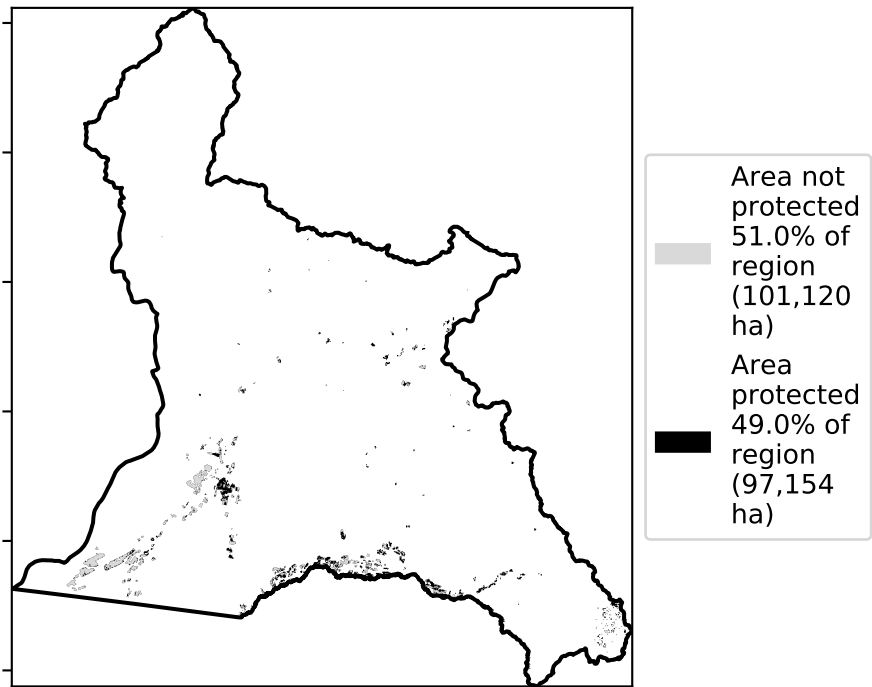 Area not
protected
51.0% of
region
(101,120
ha)
Area
protected
49.0% of
region
(97,154
ha)